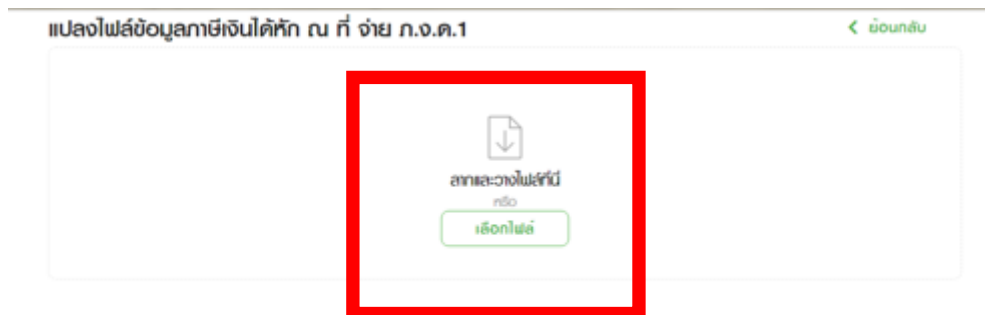 แปลงไฟล์ข้อมูลภาษีเงินได้หัก ณ ที่ จ่าย ภ.ง.ด.1
ย้อนกลับ
ลากและวางไฟล์ที่นี่
หรือ
เลือกไฟล์